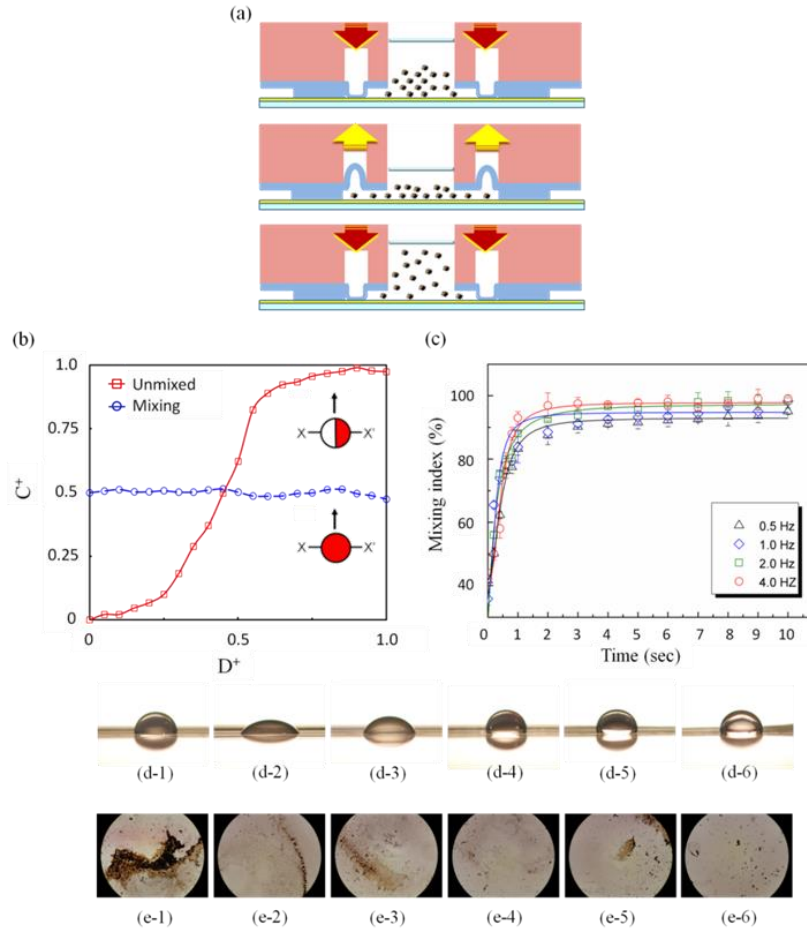 (a)
(b)
1.0
0.75
C⁺ 0.5
0.25
0
Unmixed
Mixing
X X'
X X'
0 0.5 1.0
D⁺
(c)
100
80
60
40
Mixing index (%)
0.5 Hz
1.0 Hz
2.0 Hz
4.0 HZ
0 1 2 3 4 5 6 7 8 9 10
Time (sec)
(d-1) (d-2) (d-3) (d-4) (d-5) (d-6)
(e-1) (e-2) (e-3) (e-4) (e-5) (e-6)